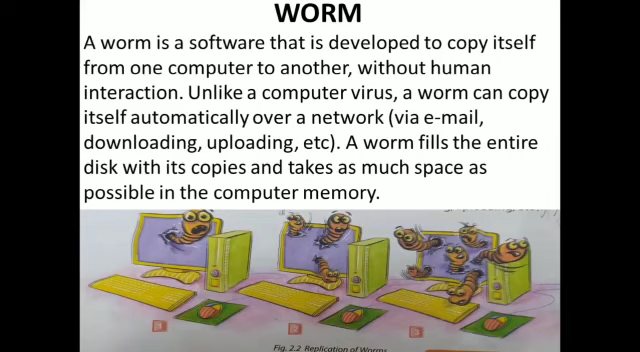 WORM
A worm is a software that is developed to copy itself
from one computer to another, without human
interaction. Unlike a computer virus, a worm can copy
itself automatically over a network (via e-mail,
downloading, uploading, etc). A worm fills the entire
disk with its copies and takes as much space as
possible in the computer memory.
Fig. 2.2 Replication of Worms